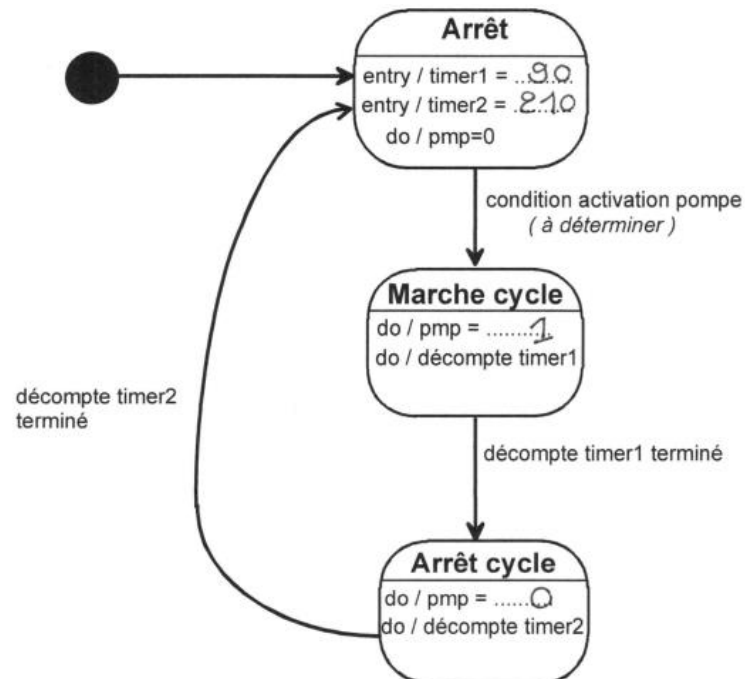 Arrêt
entry / timer1 = ...90...
entry / timer2 = .210...
do / pmp=0
condition activation pompe
( à déterminer )
Marche cycle
do / pmp = .........1..
do / décompte timer1
décompte timer2
terminé
décompte timer1 terminé
Arrêt cycle
do / pmp = ......0..
do / décompte timer2